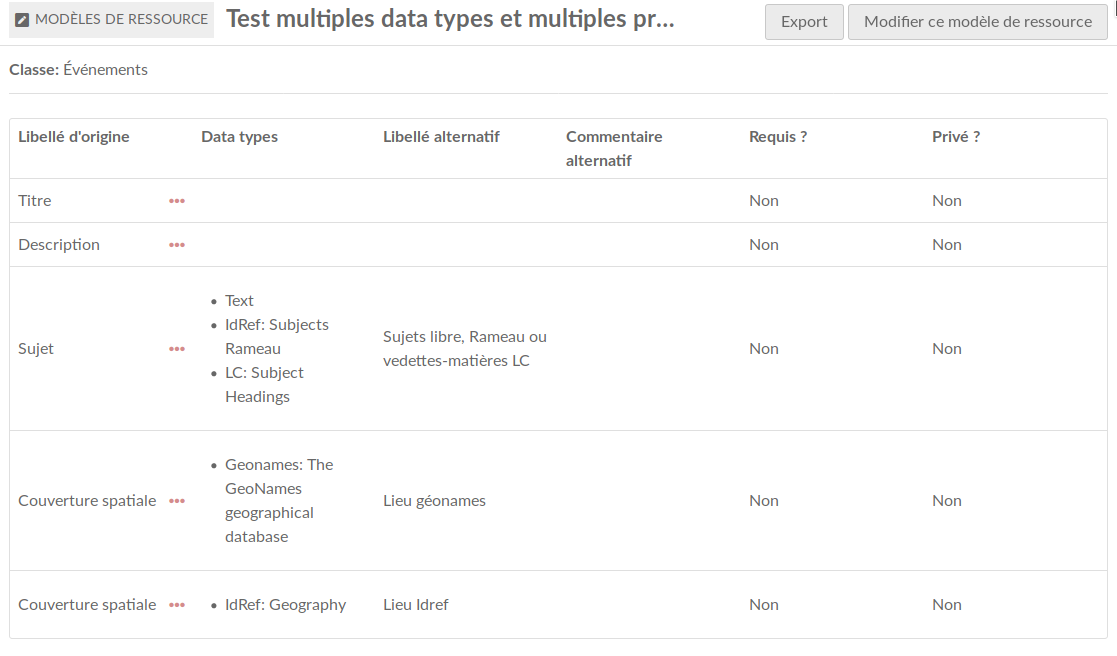 MODÈLES DE RESSOURCE Test multiples data types et multiples pr... Export Modifier ce modèle de ressource
Classe: Événements
Libellé d'origine Data types Libellé alternatif Commentaire alternatif Requis ? Privé ?
Titre Non Non
Description Non Non
Sujet
• Text
• IdRef: Subjects
Rameau
• LC: Subject
Headings
Sujets libre, Rameau ou
vedettes-matières LC
Non Non
Couverture spatiale
• Geonames: The
GeoNames
geographical
database
Lieu géonames
Non Non
Couverture spatiale • IdRef: Geography Lieu Idref Non Non